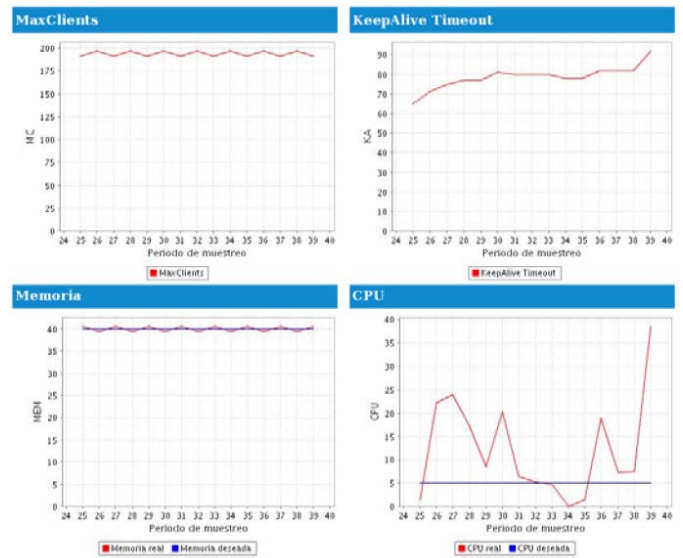 MaxClients
200
175
150
125
100
75
50
25
0
MC
24 25 26 27 28 29 30 31 32 33 34 35 36 37 38 39 40
Periodo de muestreo
MaxClients
KeepAlive Timeout
90
80
70
60
50
40
30
20
10
0
KA
24 25 26 27 28 29 30 31 32 33 34 35 36 37 38 39 40
Periodo de muestreo
KeepAlive Timeout
Memoria
40
35
30
25
20
15
10
5
0
MEM
24 25 26 27 28 29 30 31 32 33 34 35 36 37 38 39 40
Periodo de muestreo
Memoria real Memoria deseada
CPU
40
35
30
25
20
15
10
5
0
CPU
24 25 26 27 28 29 30 31 32 33 34 35 36 37 38 39 40
Periodo de muestreo
CPU real CPU deseada